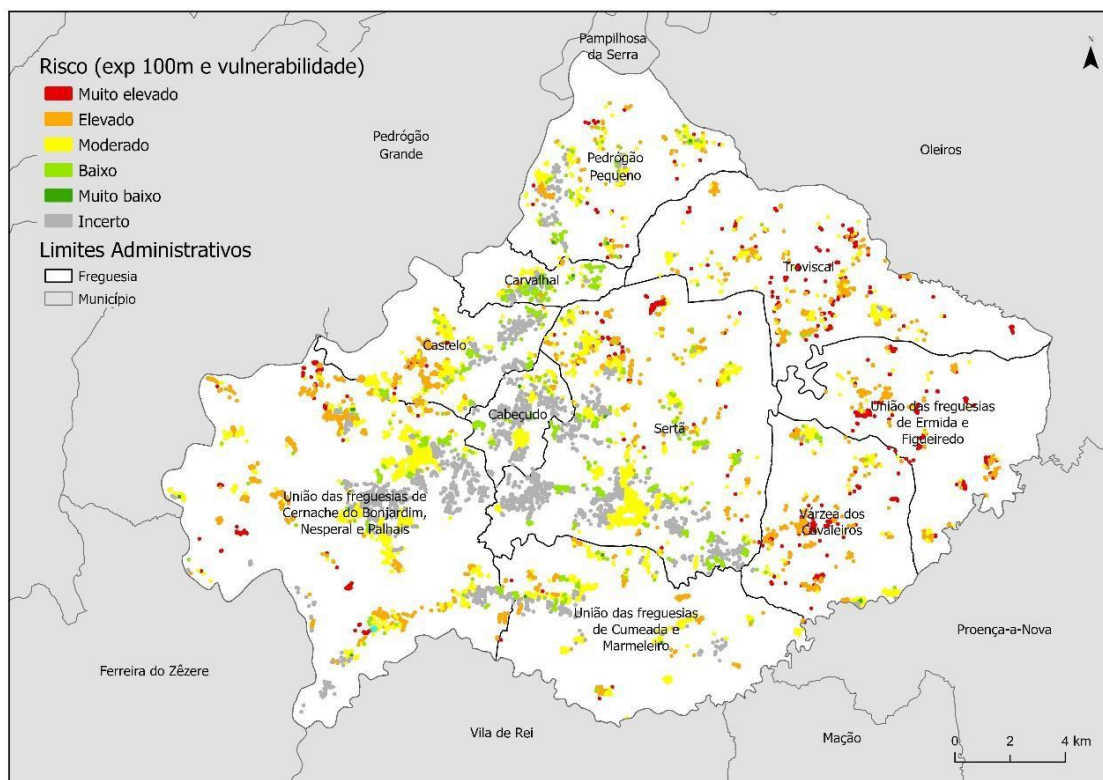 Risco (exp 100m e vulnerabilidade)
Muito elevado
Elevado
Moderado
Baixo
Muito baixo
Incerto
Limites Administrativos
Freguesia
Município
N
Pampilhosa
da Serra
Pedrógão
Grande
Oleiros
Pedrógão
Pequeno
Carvalhal
Troviscal
Castelo
Cabeçudo
Sertã
União das freguesias
de Ermida e
Figueiredo
União das freguesias de
Cernache do Bonjardim,
Nesperal e Palhais
Várzea dos
Cavaleiros
União das freguesias
de Cumeada e
Marmeleiro
Proença-a-Nova
Ferreira do Zêzere
Vila de Rei
Mação
0 2 4 km